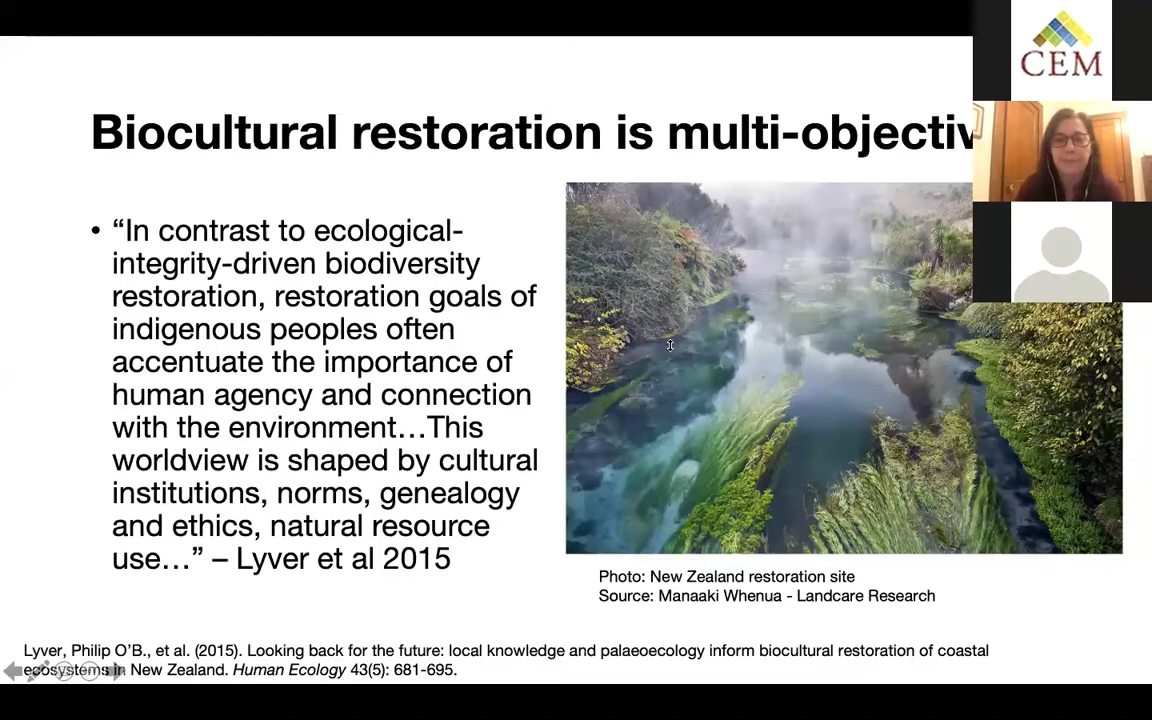 CEM
Biocultural restoration is multi-objectiv
• “In contrast to ecological-
integrity-driven biodiversity
restoration, restoration goals of
indigenous peoples often
accentuate the importance of
human agency and connection
with the environment…This
worldview is shaped by cultural
institutions, norms, genealogy
and ethics, natural resource
use…” – Lyver et al 2015
Photo: New Zealand restoration site
Source: Manaaki Whenua - Landcare Research
Lyver, Philip O’B., et al. (2015). Looking back for the future: local knowledge and palaeoecology inform biocultural restoration of coastal
ecosystems in New Zealand. Human Ecology 43(5): 681-695.